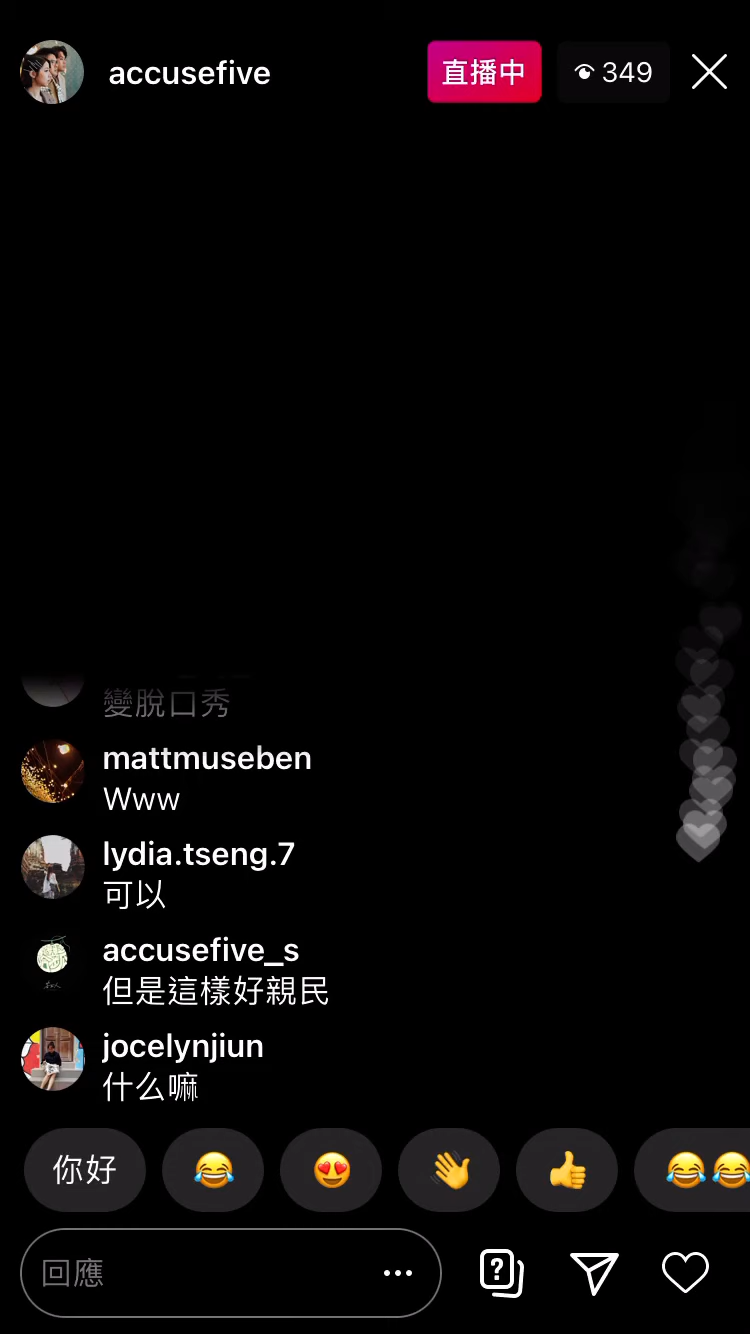 accusefive
直播中
349
變脫口秀
mattmuseben
Www
lydia.tseng.7
可以
accusefive_s
但是這樣好親民
jocelynjiun
什么嘛
你好
回應